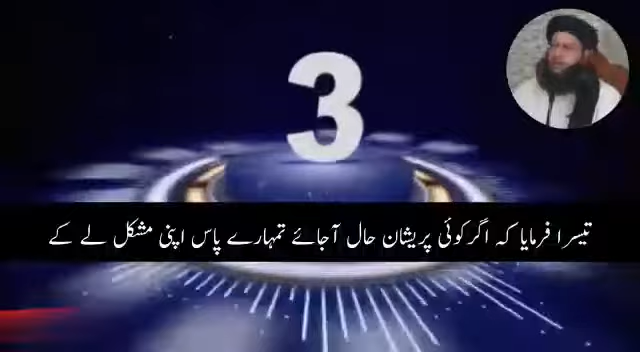 3
تیسرا فرمایا کہ اگر کوئی پریشان حال آجائے تمہارے پاس اپنی مشکل لے کے